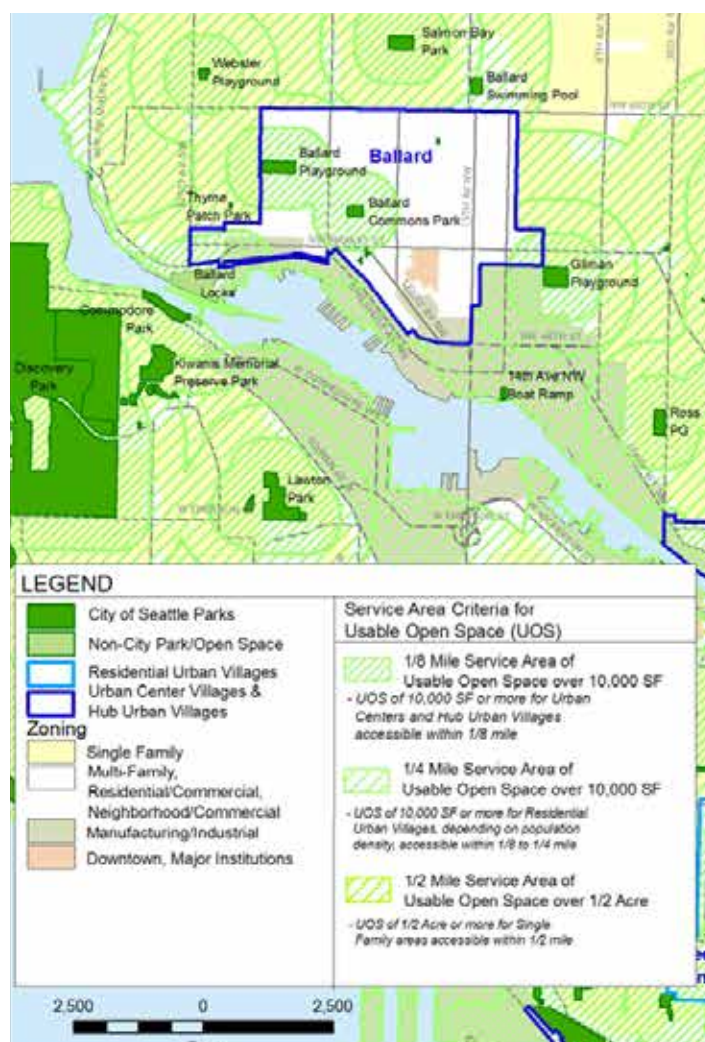 Salmon Bay
Park
Webster
Playground
Ballard
Swimming Pool
Ballard
Ballard
Playground
Thyme
Patch Park
Ballard
Commons Park
Ballard
Locks
Gilman
Playground
Commodore
Park
Kiwanis Memorial
Preserve Park
Discovery
Park
14th Ave NW
Boat Ramp
Ross
PG
Lawton
Park
LEGEND
City of Seattle Parks
Non-City Park/Open Space
Residential Urban Villages
Urban Center Villages &
Hub Urban Villages
Zoning
Single Family
Multi-Family,
Residential/Commercial,
Neighborhood/Commercial
Manufacturing/Industrial
Downtown, Major Institutions
Service Area Criteria for
Usable Open Space (UOS)
1/8 Mile Service Area of
Usable Open Space over 10,000 SF
- UOS of 10,000 SF or more for Urban
Centers and Hub Urban Villages
accessible within 1/8 mile
1/4 Mile Service Area of
Usable Open Space over 10,000 SF
- UOS of 10,000 SF or more for Residential
Urban Villages, depending on population
density, accessible within 1/8 to 1/4 mile
1/2 Mile Service Area of
Usable Open Space over 1/2 Acre
- UOS of 1/2 Acre or more for Single
Family areas accessible within 1/2 mile
2,500 0 2,500